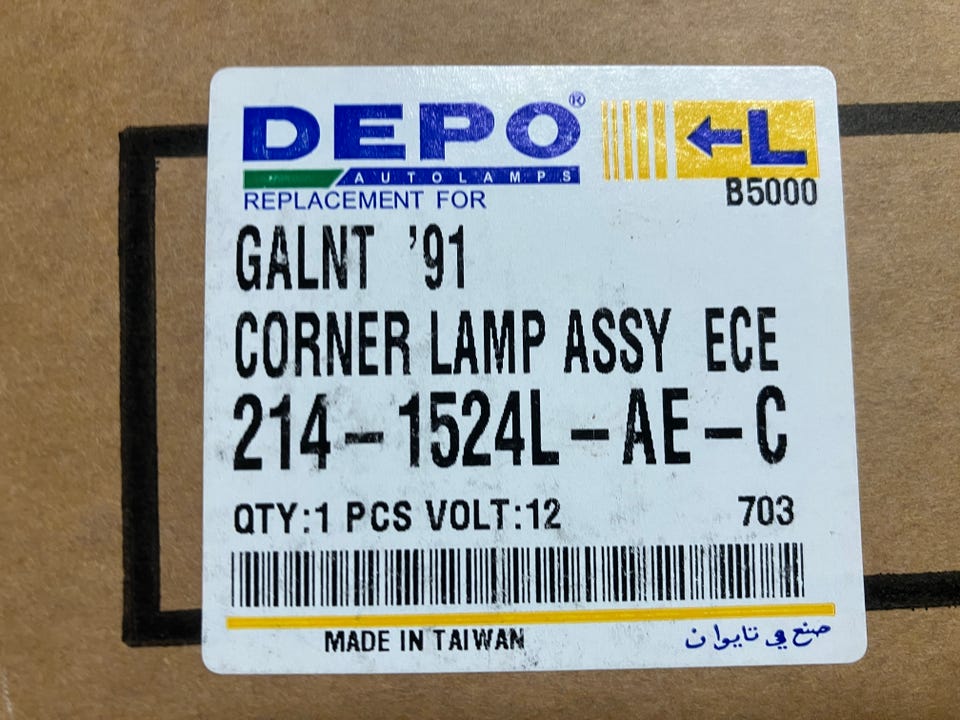 DEPO®
AUTOLAMPS
REPLACEMENT FOR
←L
B5000
GALNT '91
CORNER LAMP ASSY ECE
214-1524L-AE-C
QTY:1 PCS VOLT:12 703
MADE IN TAIWAN صنع في تايوان